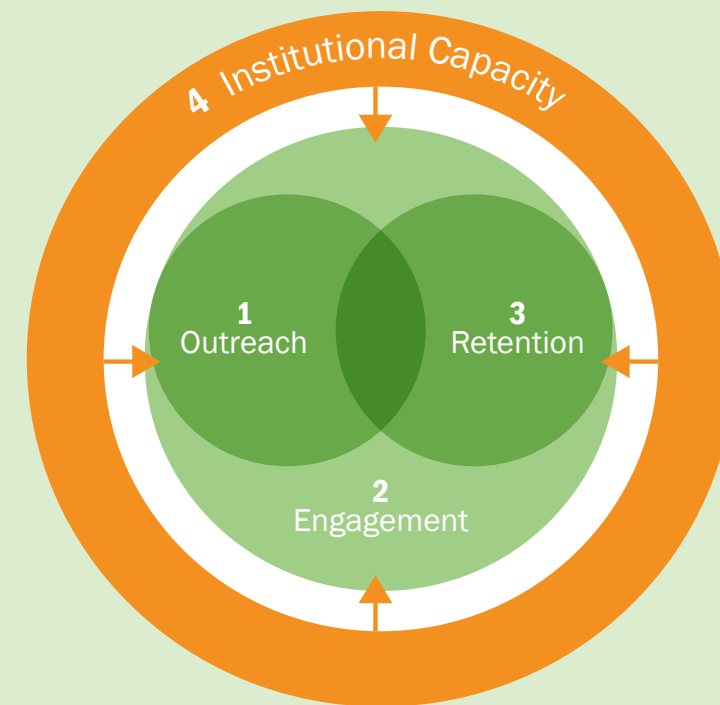 4 Institutional Capacity
1
Outreach
3
Retention
2
Engagement